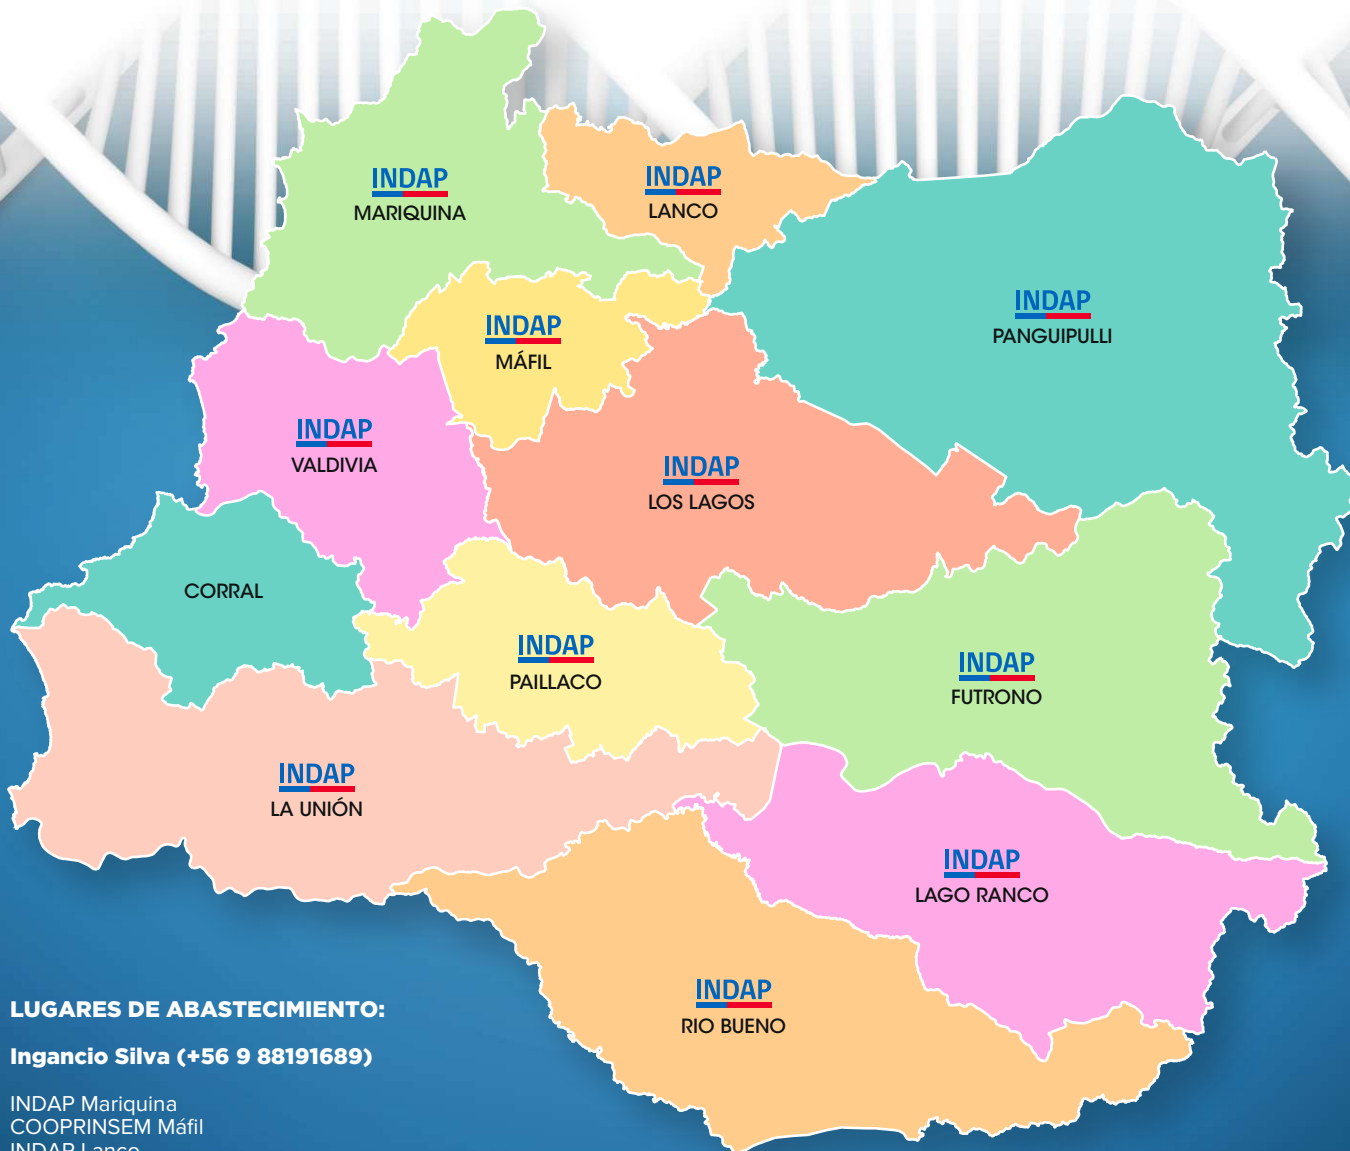 INDAP
MARIQUINA
INDAP
LANCO
INDAP
PANGUIPULLI
INDAP
MÁFIL
INDAP
VALDIVIA
INDAP
LOS LAGOS
CORRAL
INDAP
PAILLACO
INDAP
FUTRONO
INDAP
LA UNIÓN
INDAP
LAGO RANCO
INDAP
RIO BUENO
LUGARES DE ABASTECIMIENTO:
Ingancio Silva (+56 9 88191689)
INDAP Mariquina
COOPRINSEM Máfil
INDAP Lanco